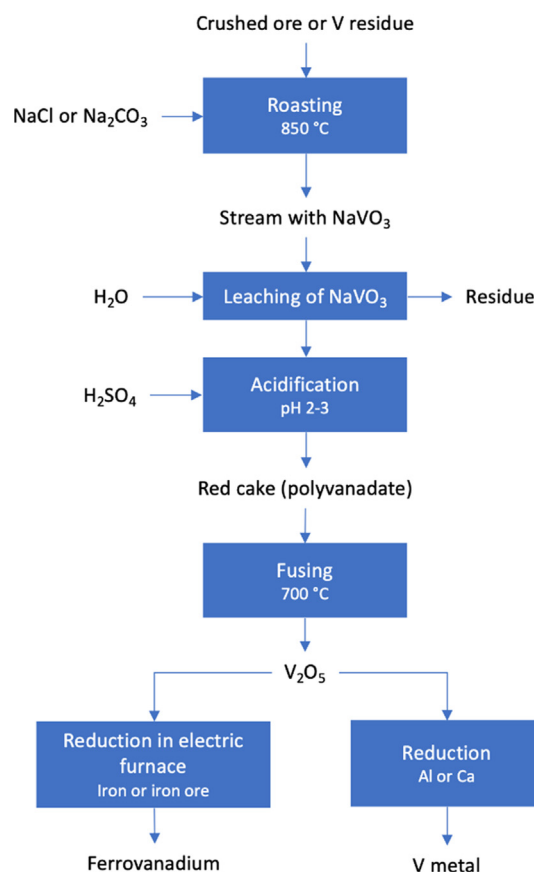 Crushed ore or V residue
Roasting
850 °C
NaCl or Na₂CO₃
Stream with NaVO₃
H₂O
Leaching of NaVO₃
Residue
Acidification
pH 2-3
H₂SO₄
Red cake (polyvanadate)
Fusing
700 °C
V₂O₅
Reduction in electric
furnace
Iron or iron ore
Reduction
Al or Ca
Ferrovanadium
V metal